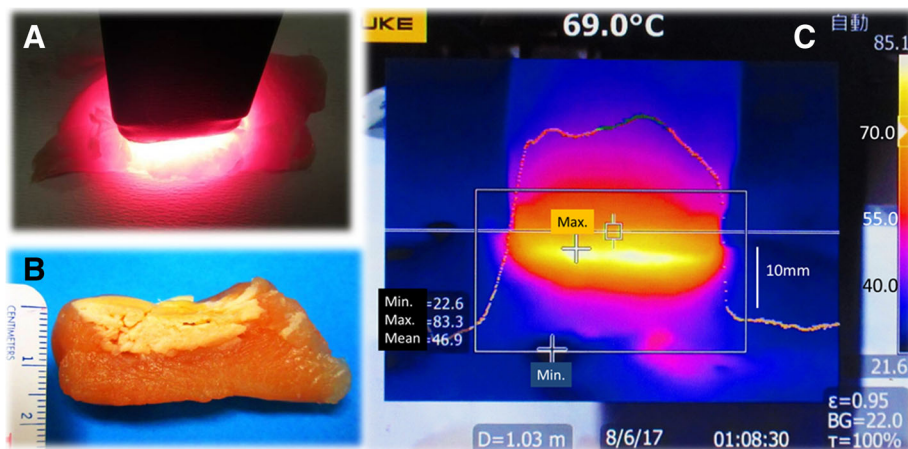 A
B
CENTIMETERS
1
2
UKE
69.0°C
C
自動
85.1
70.0
55.0
40.0
21.6
Max.
10mm
Min. =22.6
Max. =83.3
Mean =46.9
Min.
ε=0.95
BG=22.0
τ=100%
D=1.03 m
8/6/17
01:08:30